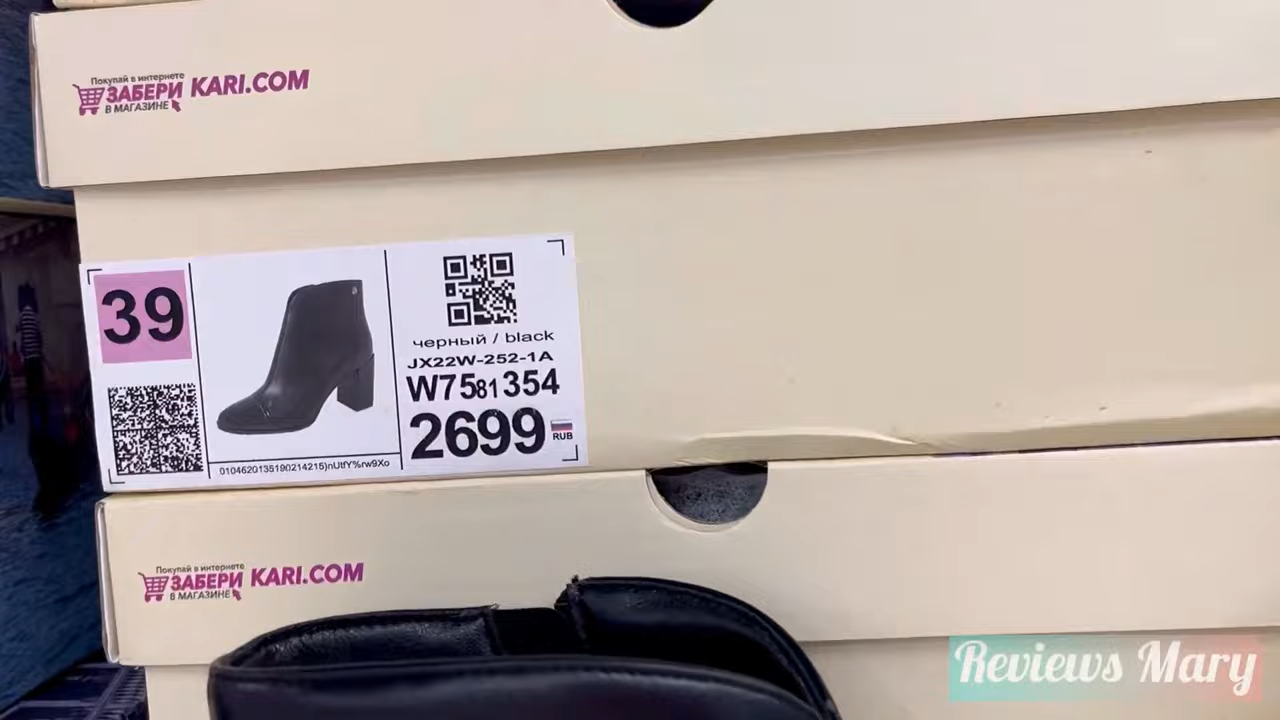 Покупай в интернете
ЗАБЕРИ KARI.COM
В МАГАЗИНЕ
39
черный / black
JX22W-252-1A
W7581354
2699 RUB
0104620135190214215)nUtfY%rw9Xo
Покупай в интернете
ЗАБЕРИ KARI.COM
В МАГАЗИНЕ
Reviews Mary